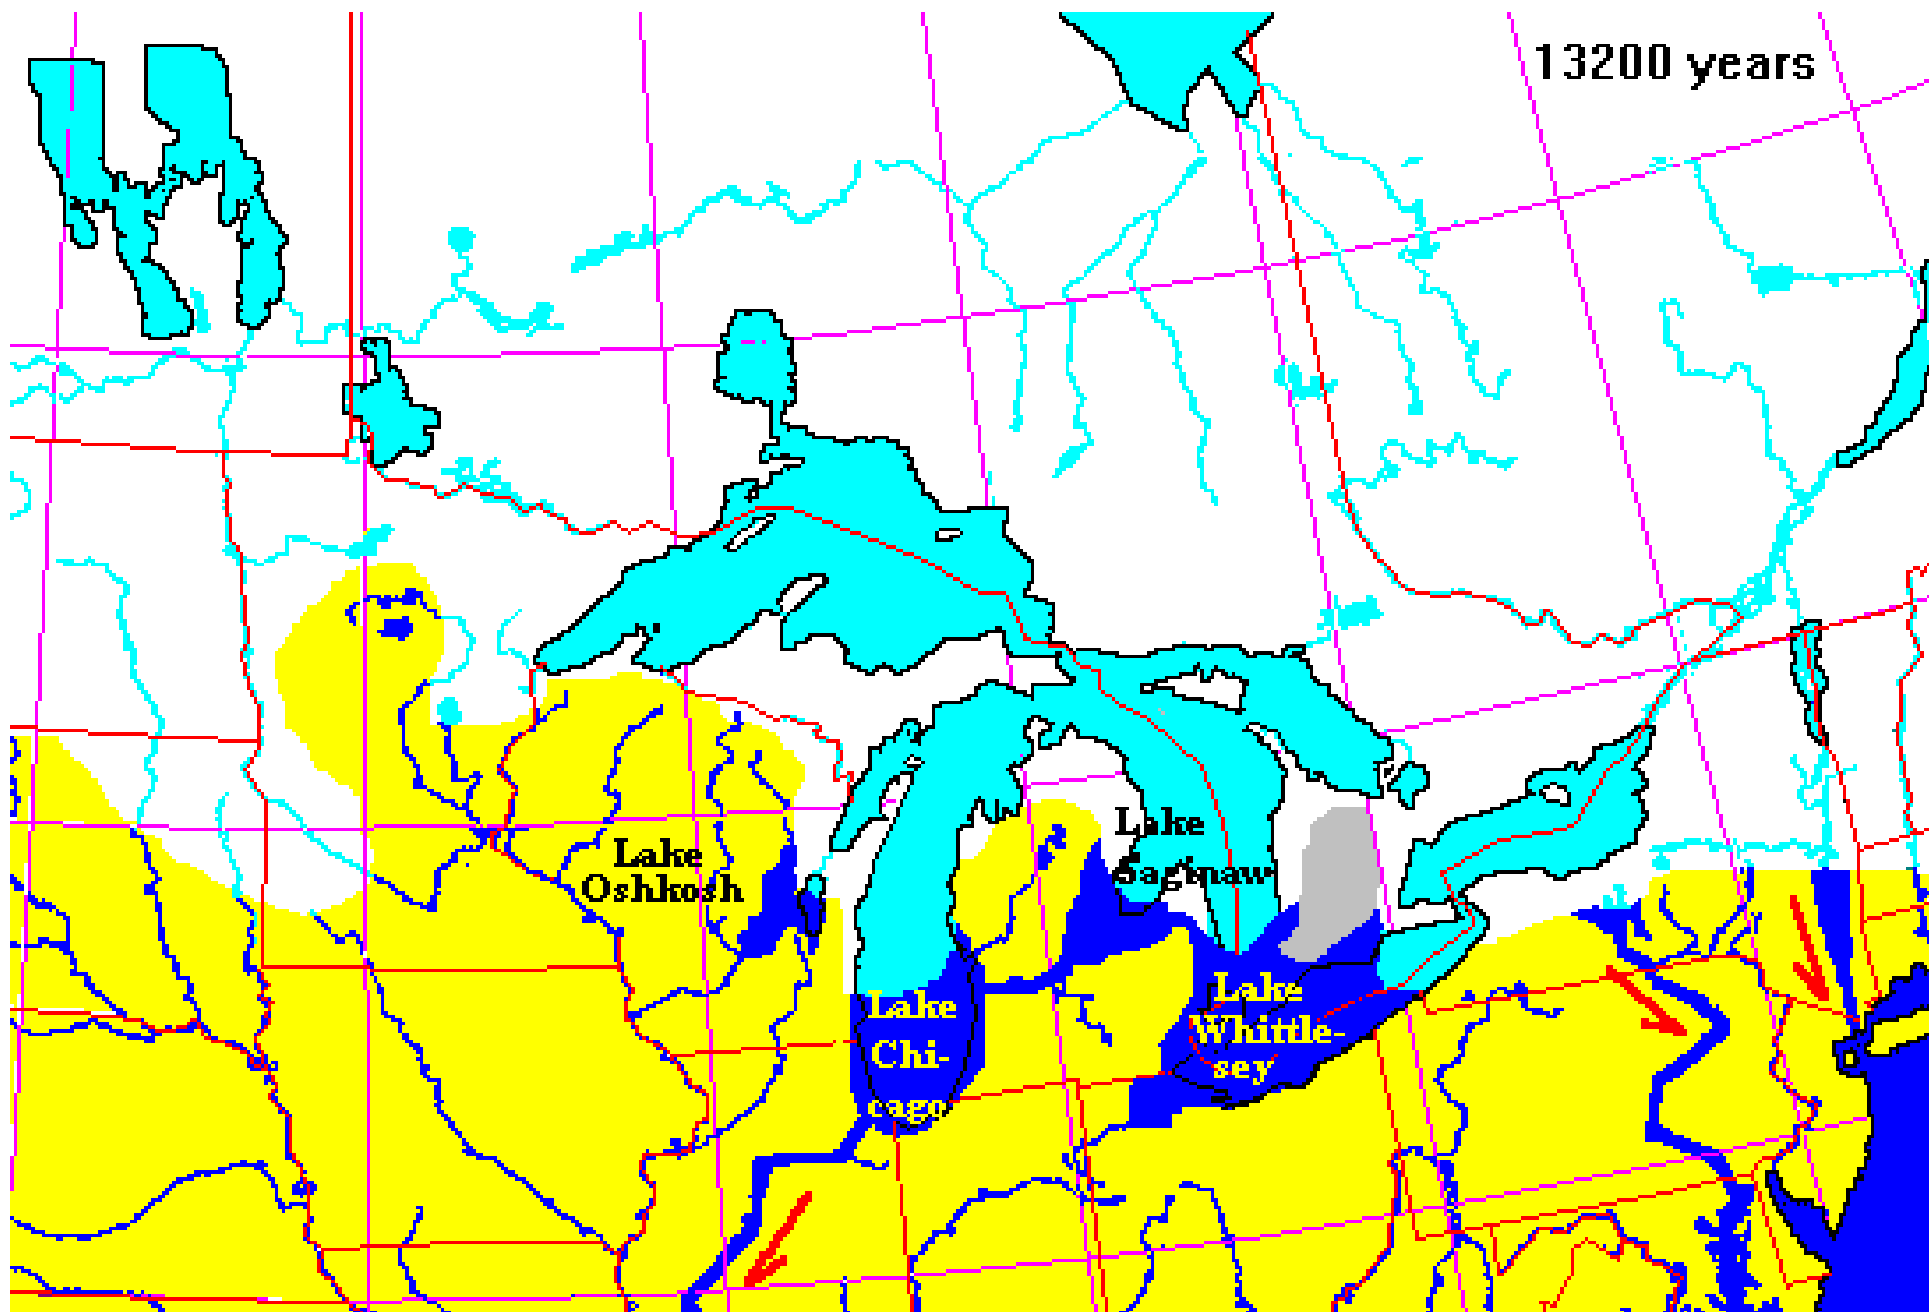 13200 years
Lake
Saginaw
Lake
Oshkosh
Lake
Chi-
cago
Lake
Whittle-
sey